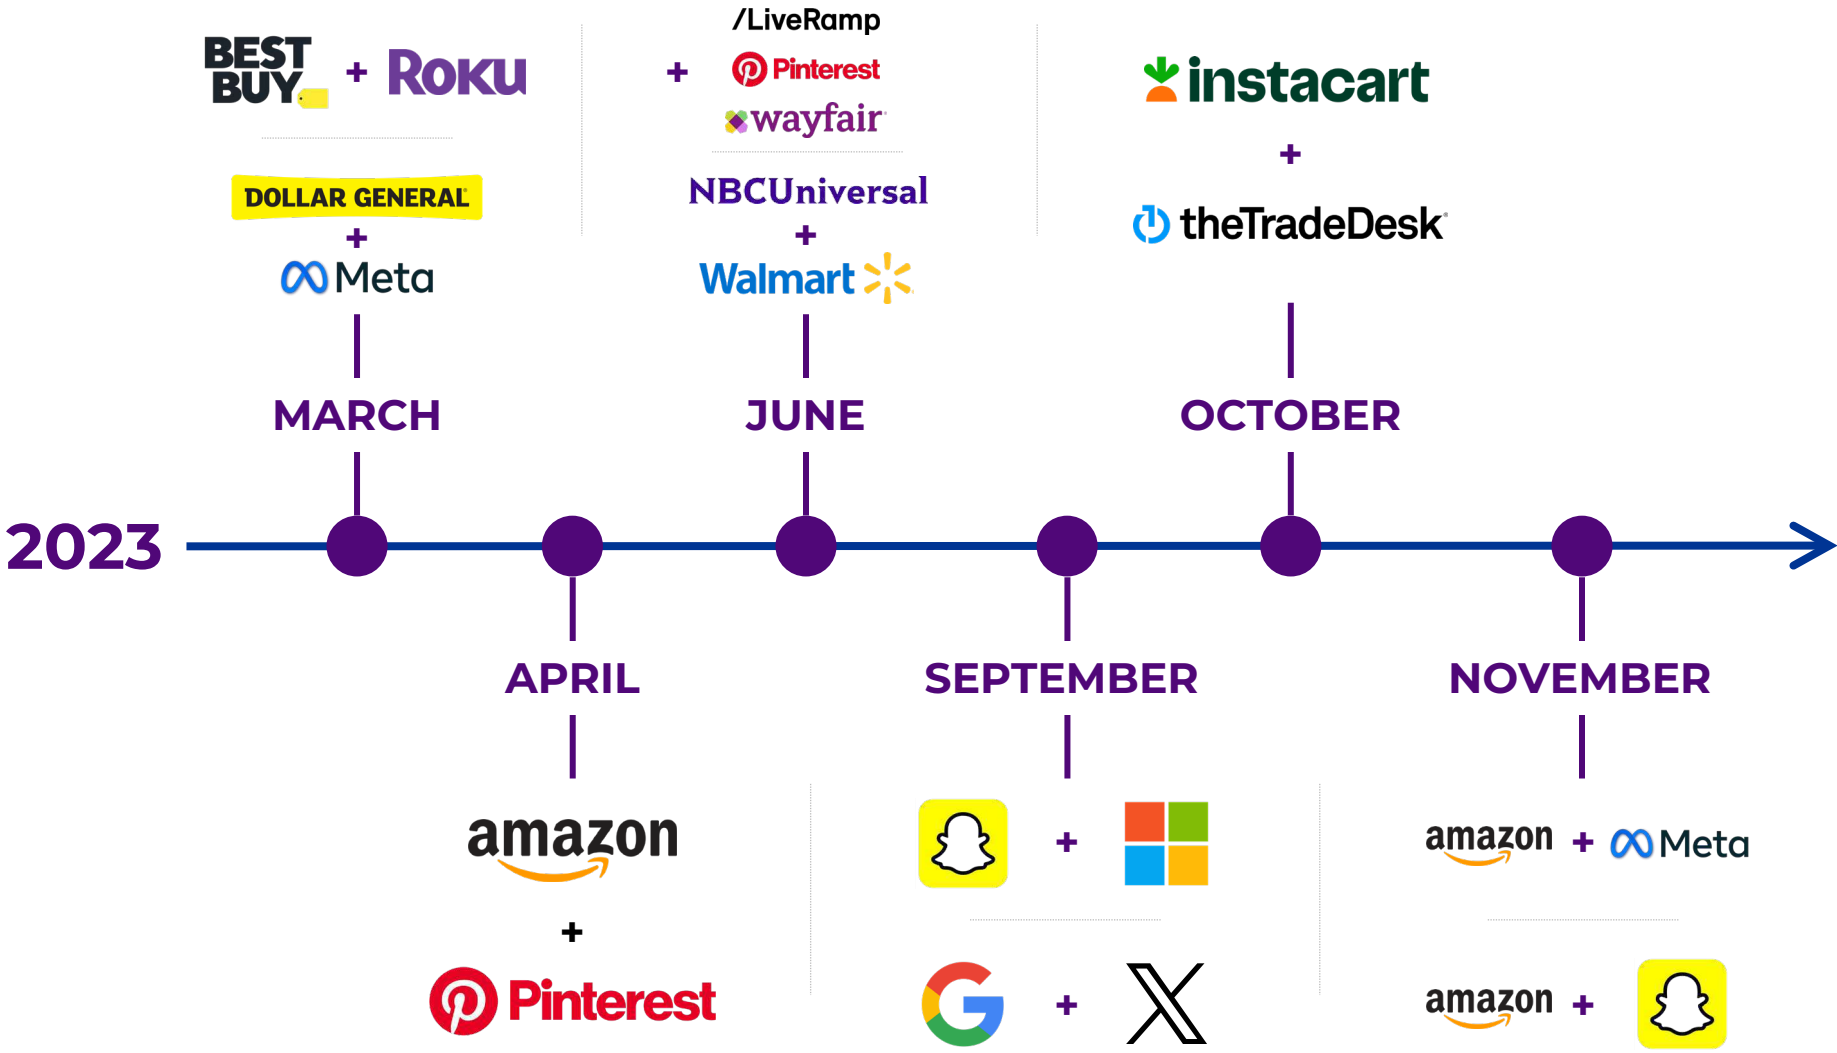 BEST
BUY
+
ROKU
DOLLAR GENERAL
+
Meta
MARCH
+
/LiveRamp
Pinterest
wayfair
NBCUniversal
+
Walmart
JUNE
instacart
+
theTradeDesk
OCTOBER
2023
APRIL
amazon
+
Pinterest
SEPTEMBER
+
G + X
NOVEMBER
amazon + Meta
amazon +